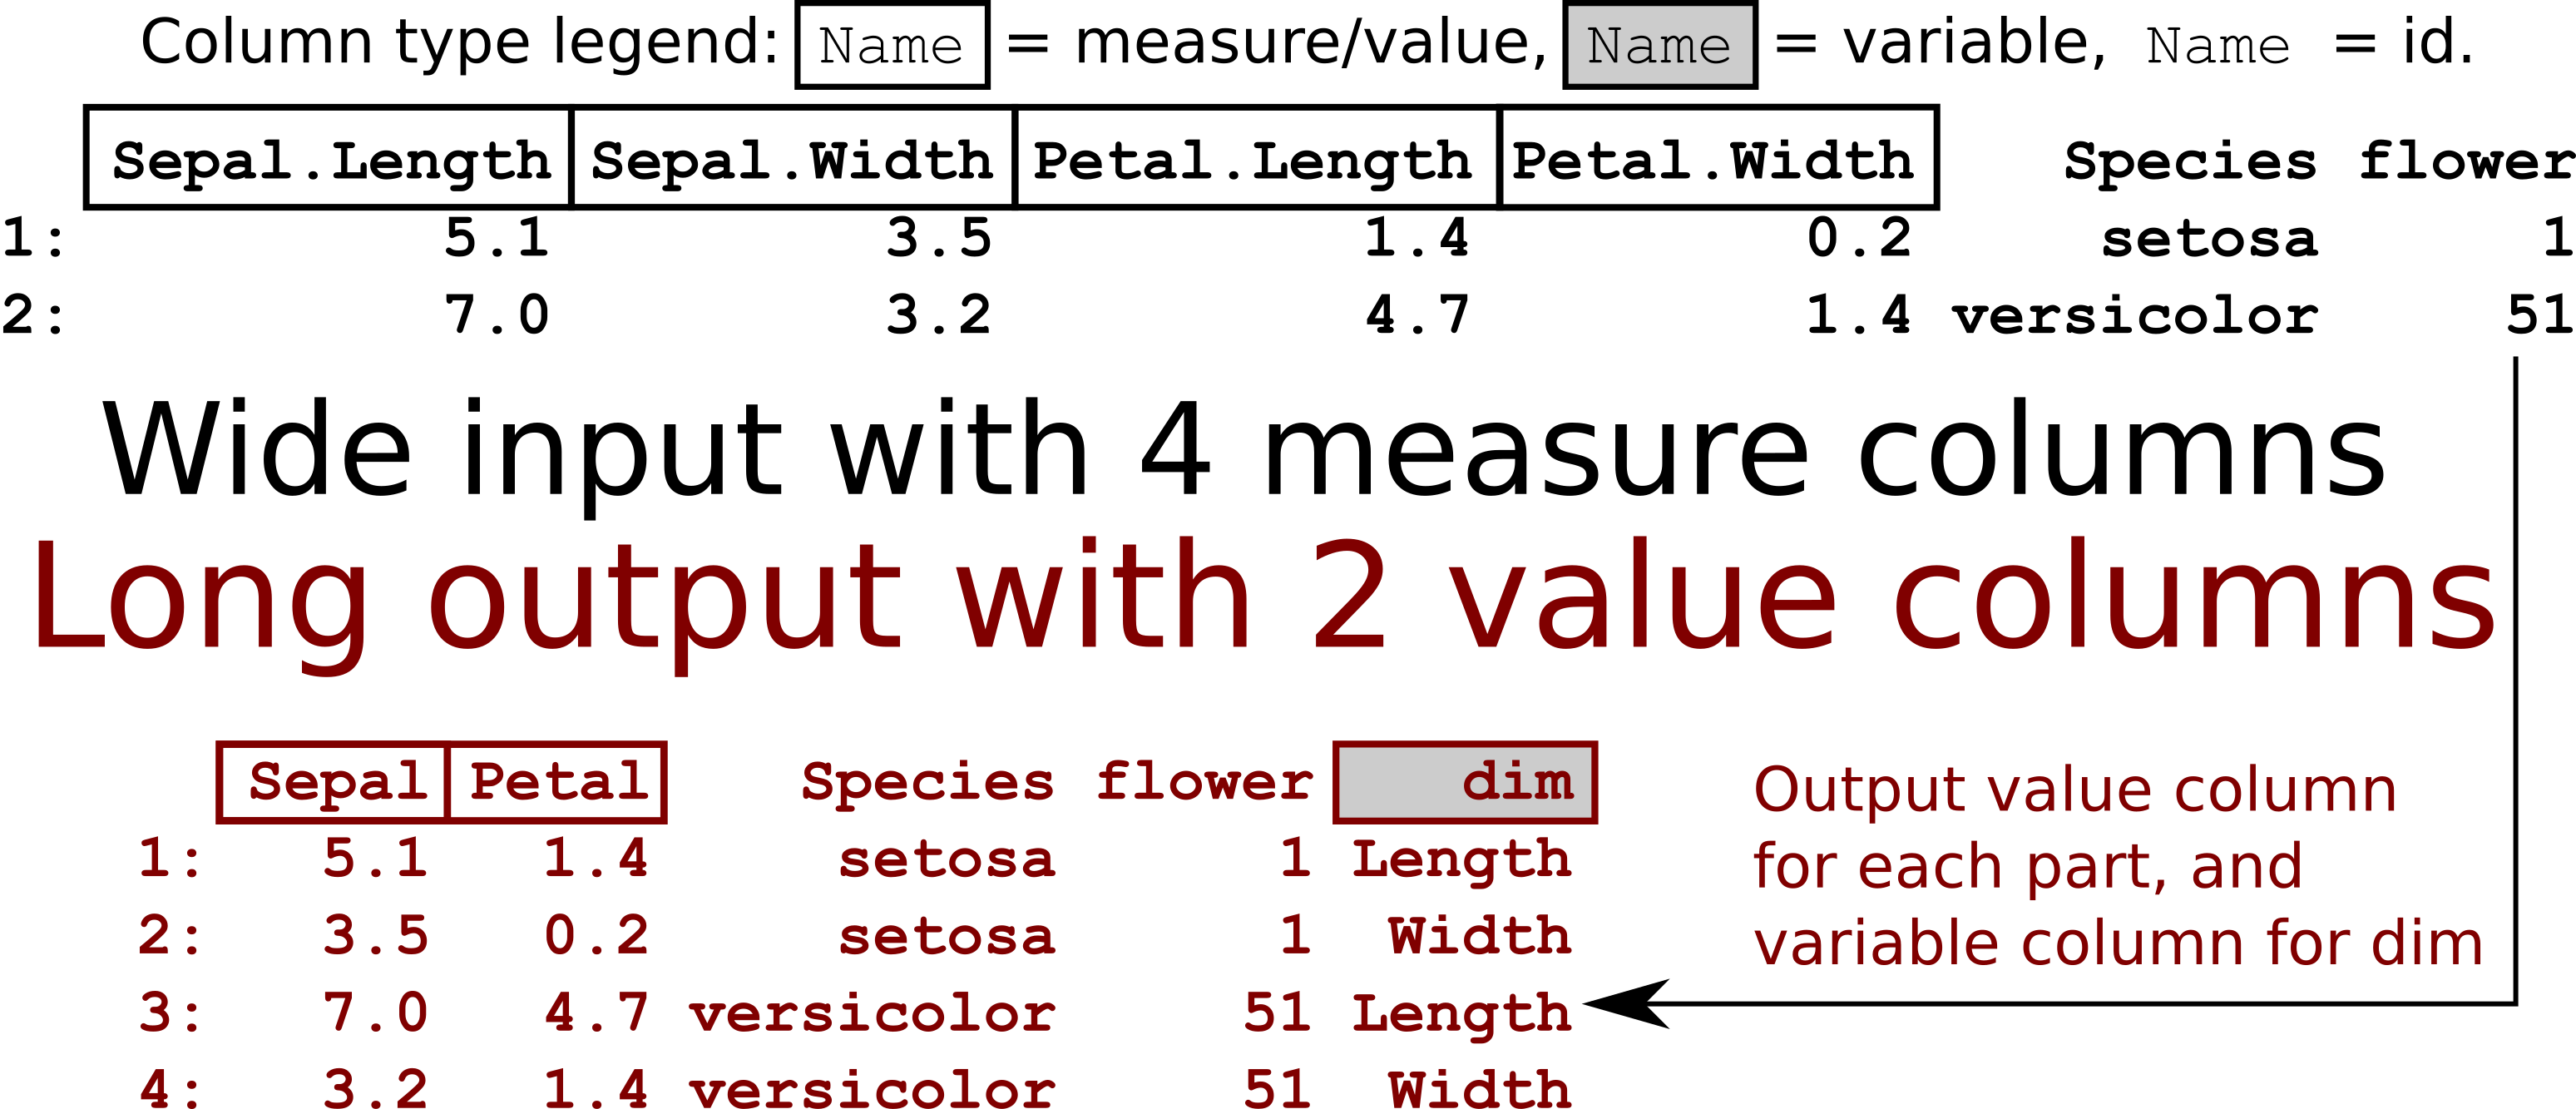 Column type legend: Name = measure/value, Name = variable, Name = id.
Sepal.Length Sepal.Width Petal.Length Petal.Width Species flower
1: 5.1 3.5 1.4 0.2 setosa 1
2: 7.0 3.2 4.7 1.4 versicolor 51
Wide input with 4 measure columns
Long output with 2 value columns
Sepal Petal Species flower dim
1: 5.1 1.4 setosa 1 Length
2: 3.5 0.2 setosa 1 Width
3: 7.0 4.7 versicolor 51 Length
4: 3.2 1.4 versicolor 51 Width
Output value column
for each part, and
variable column for dim